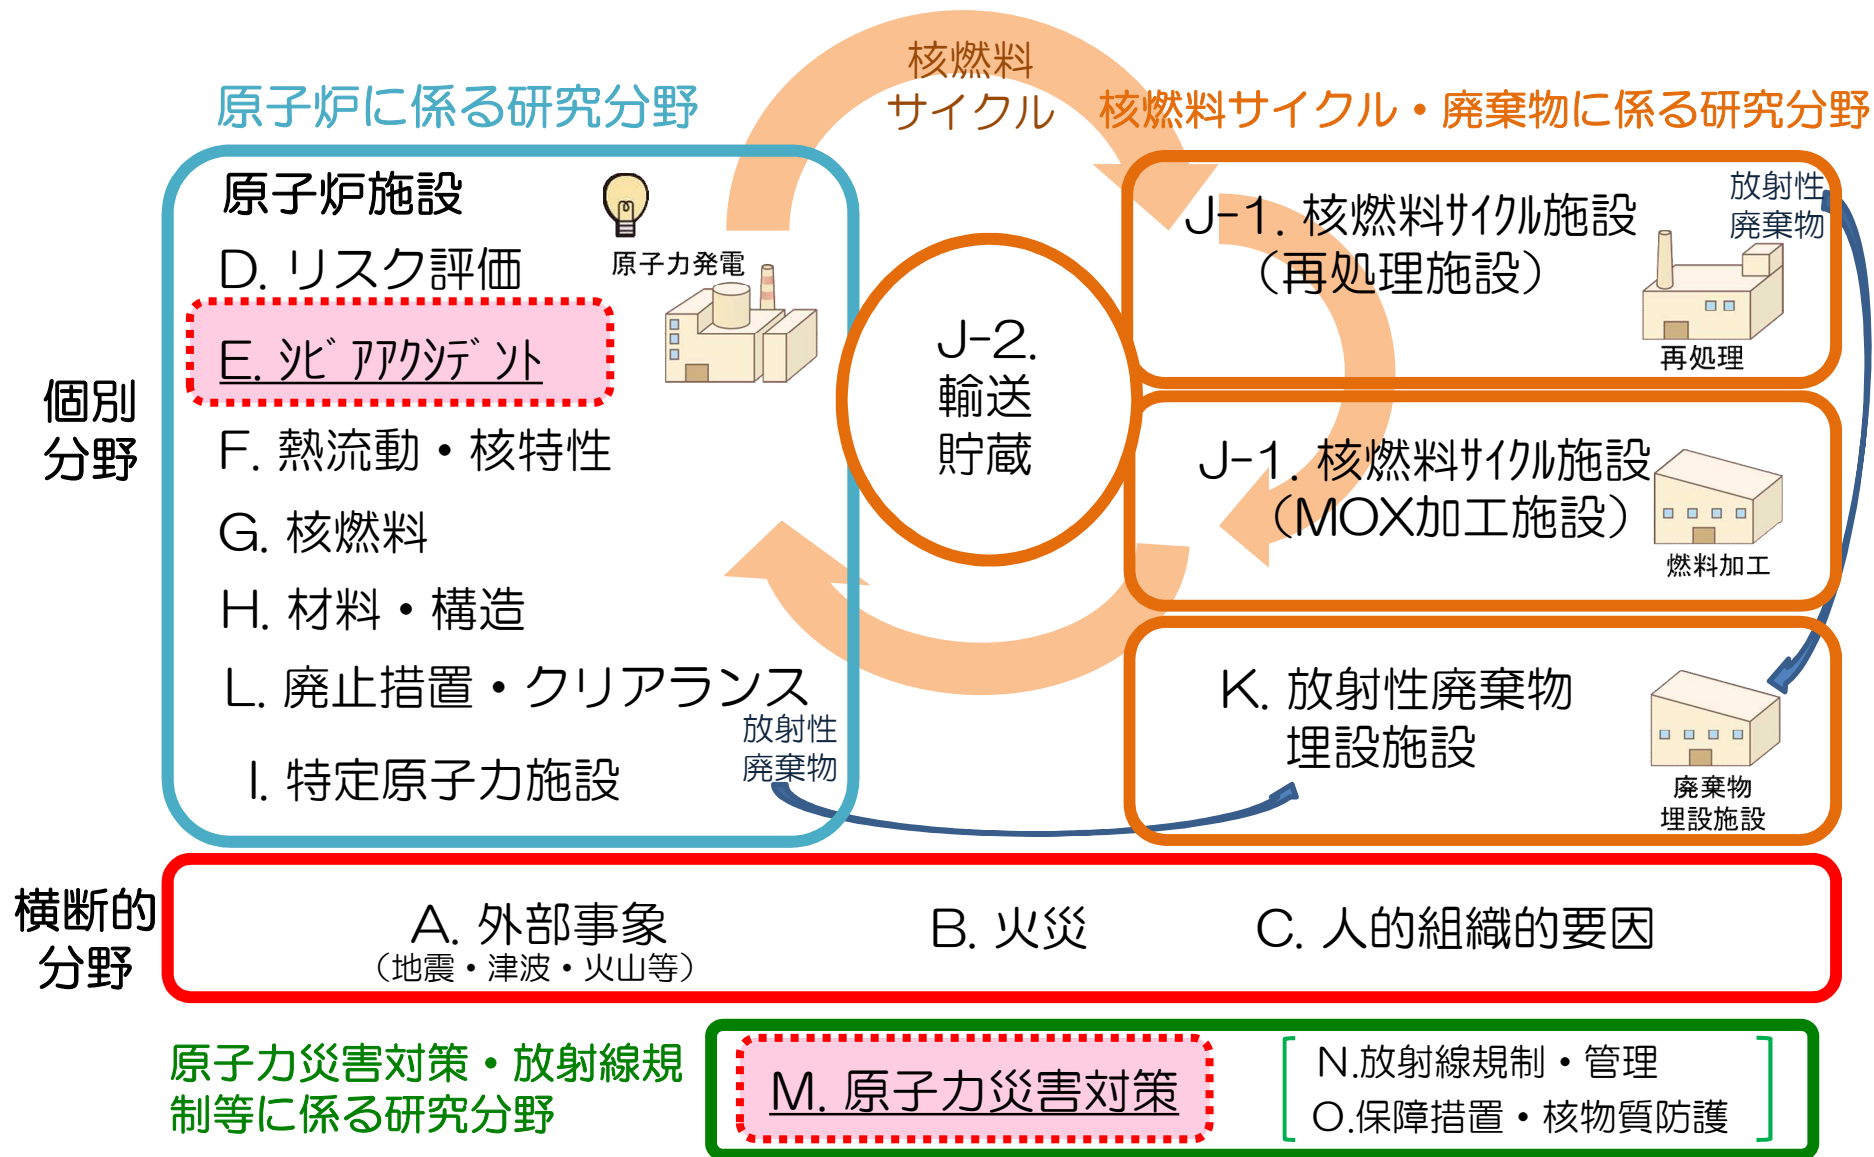 核燃料
サイクル
原子炉に係る研究分野
核燃料サイクル・廃棄物に係る研究分野
個別
分野
原子炉施設
原子力発電
D. リスク評価
E. ｼﾋﾞｱｱｸｼﾃﾞﾝﾄ
F. 熱流動・核特性
G. 核燃料
H. 材料・構造
L. 廃止措置・クリアランス
I. 特定原子力施設
放射性
廃棄物
J-2.
輸送
貯蔵
J-1. 核燃料ｻｲｸﾙ施設
（再処理施設）
放射性
廃棄物
再処理
J-1. 核燃料ｻｲｸﾙ施設
（MOX加工施設）
燃料加工
K. 放射性廃棄物
埋設施設
廃棄物
埋設施設
横断的
分野
A. 外部事象
（地震・津波・火山等）
B. 火災
C. 人的組織的要因
原子力災害対策・放射線規
制等に係る研究分野
M. 原子力災害対策
N.放射線規制・管理
O.保障措置・核物質防護